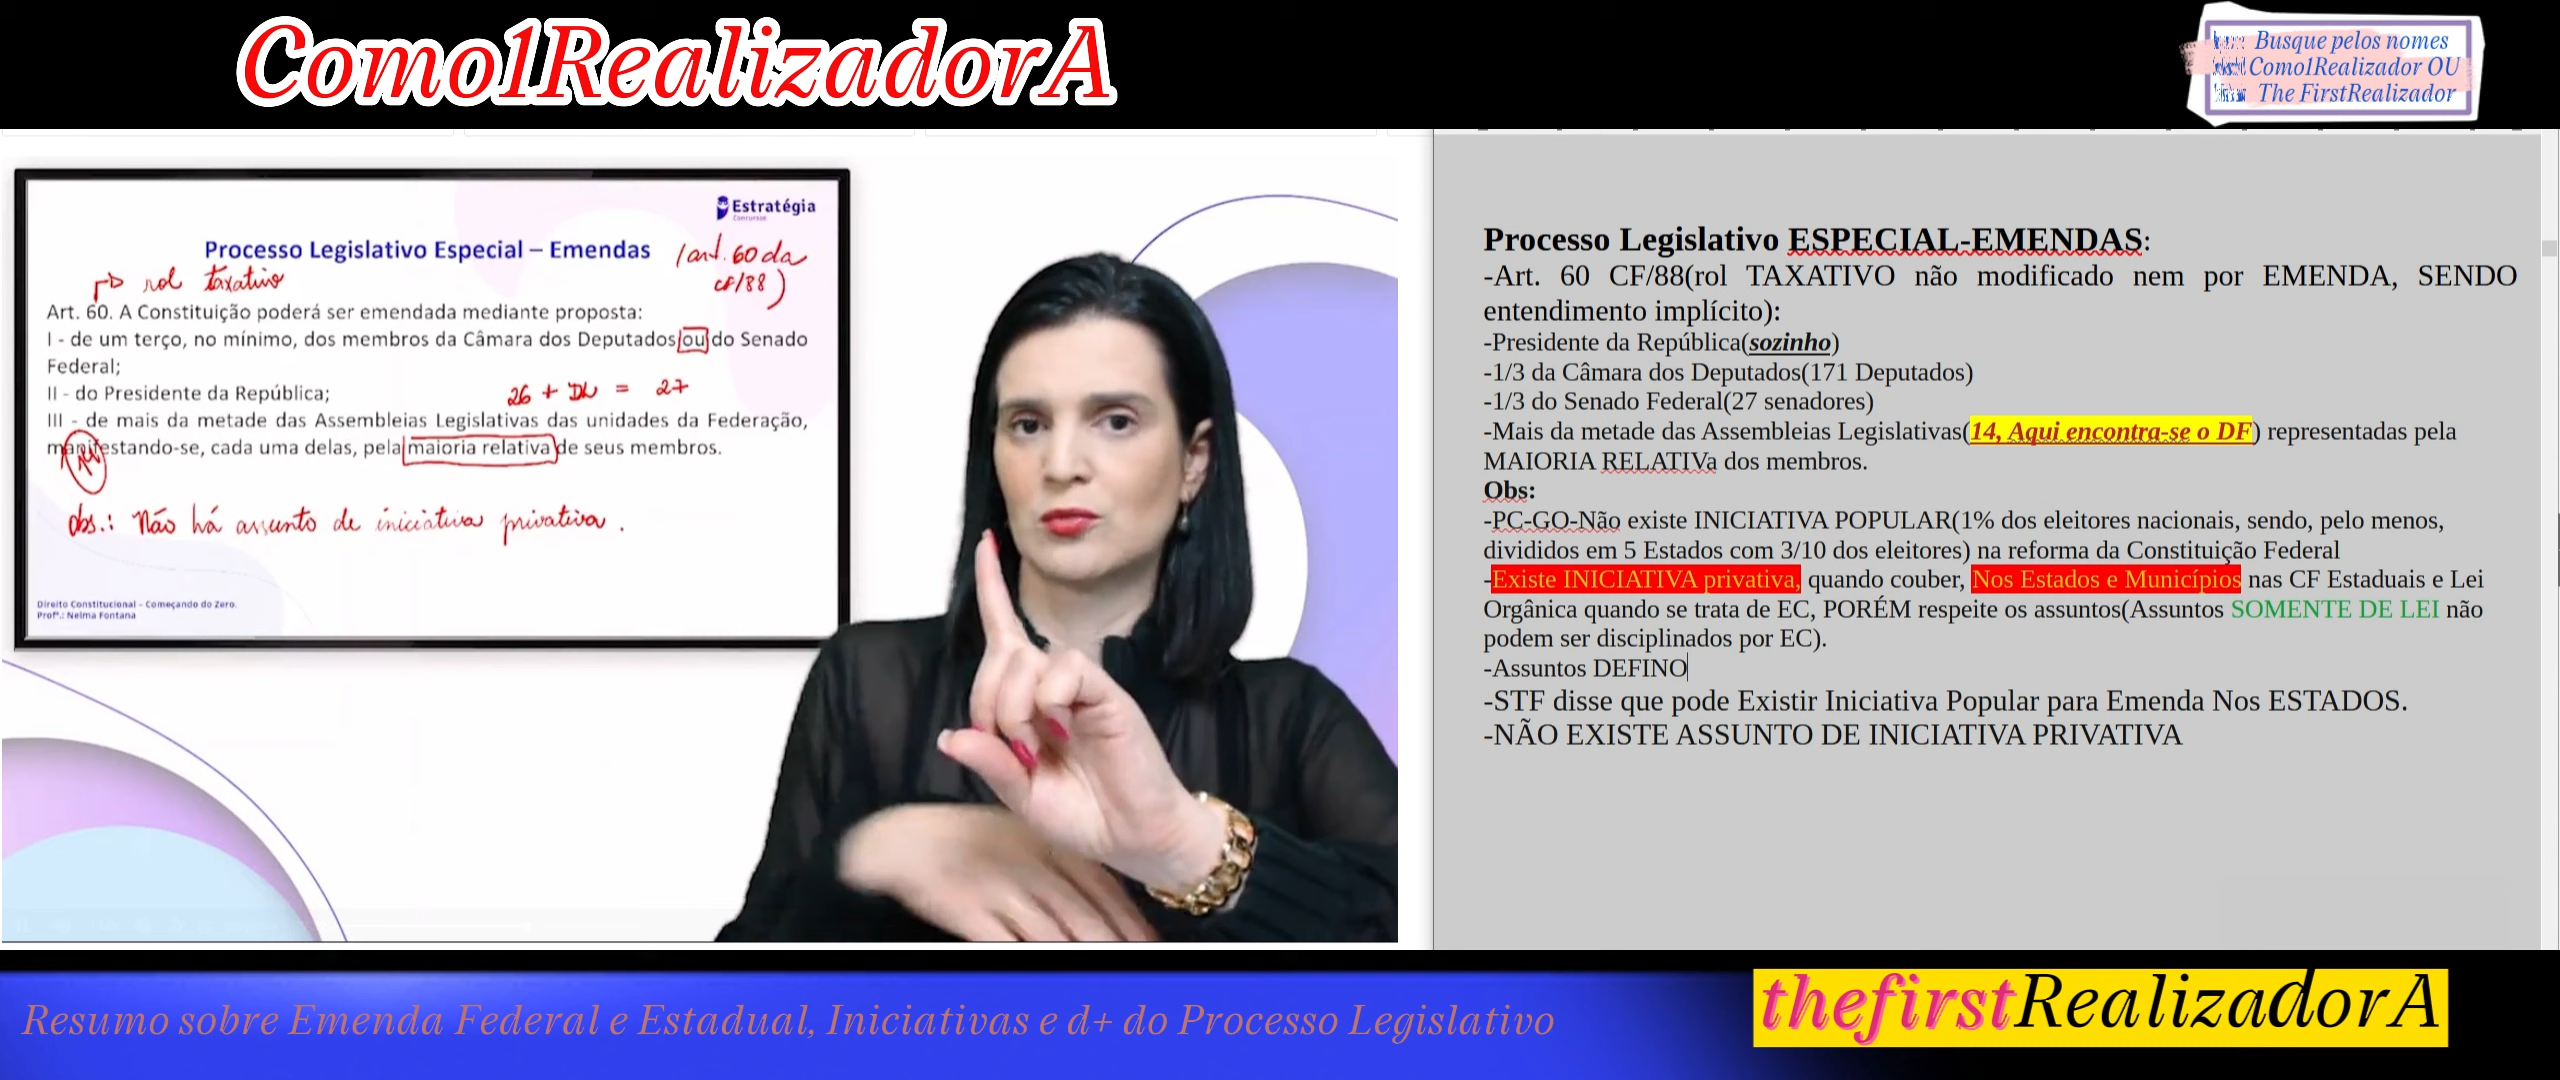 Como1RealizadorA
Busque pelos nomes
Como1Realizador OU
The FirstRealizador
Estratégia
Concursos
Processo Legislativo Especial – Emendas
(art. 60 da
CF/88)
rol taxativo
Art. 60. A Constituição poderá ser emendada mediante proposta:
I - de um terço, no mínimo, dos membros da Câmara dos Deputados ou do Senado
Federal;
II - do Presidente da República;
26 + DL = 27
III - de mais da metade das Assembleias Legislativas das unidades da Federação,
manifestando-se, cada uma delas, pela maioria relativa de seus membros.
14
obs.: Não há assunto de iniciativa privativa.
Direito Constitucional - Começando do Zero.
Profª.: Nelma Fontana
Processo Legislativo ESPECIAL-EMENDAS:
-Art. 60 CF/88(rol TAXATIVO não modificado nem por EMENDA, SENDO
entendimento implícito):
-Presidente da República(sozinho)
-1/3 da Câmara dos Deputados(171 Deputados)
-1/3 do Senado Federal(27 senadores)
-Mais da metade das Assembleias Legislativas(14, Aqui encontra-se o DF) representadas pela
MAIORIA RELATIVa dos membros.
Obs:
-PC-GO-Não existe INICIATIVA POPULAR(1% dos eleitores nacionais, sendo, pelo menos,
divididos em 5 Estados com 3/10 dos eleitores) na reforma da Constituição Federal
-Existe INICIATIVA privativa, quando couber, Nos Estados e Municípios nas CF Estaduais e Lei
Orgânica quando se trata de EC, PORÉM respeite os assuntos(Assuntos SOMENTE DE LEI não
podem ser disciplinados por EC).
-Assuntos DEFINO
-STF disse que pode Existir Iniciativa Popular para Emenda Nos ESTADOS.
-NÃO EXISTE ASSUNTO DE INICIATIVA PRIVATIVA
Resumo sobre Emenda Federal e Estadual, Iniciativas e d+ do Processo Legislativo
thefirstRealizadorA